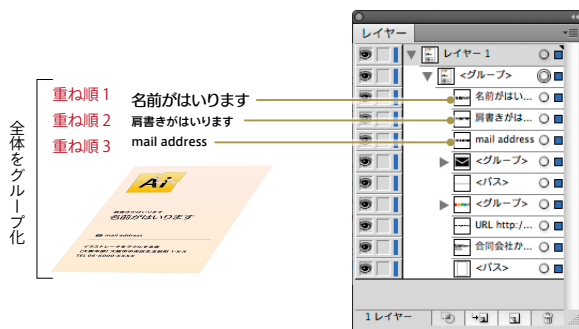 レイヤー
レイヤー 1
<グループ>
名前がはい...
肩書きがは...
mail address
<グループ>
<パス>
<グループ>
URL http:/...
合同会社か...
<パス>
1 レイヤー
全体をグループ化
重ね順 1
名前がはいります
重ね順 2
肩書きがはいります
重ね順 3
mail address
Ai
肩書きがはいります
名前がはいります
mail address
TEL 06-6000-XXXX